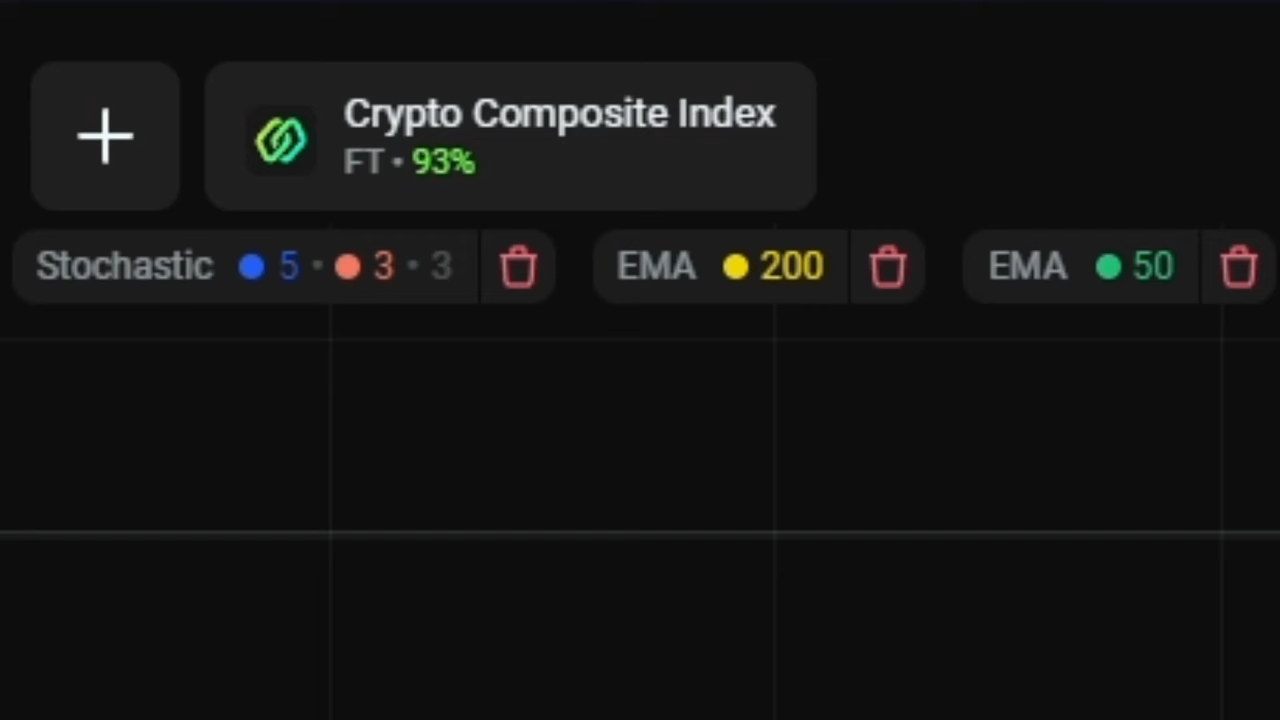 Crypto Composite Index
FT • 93%
Stochastic 5 • 3 • 3 EMA 200 EMA 50